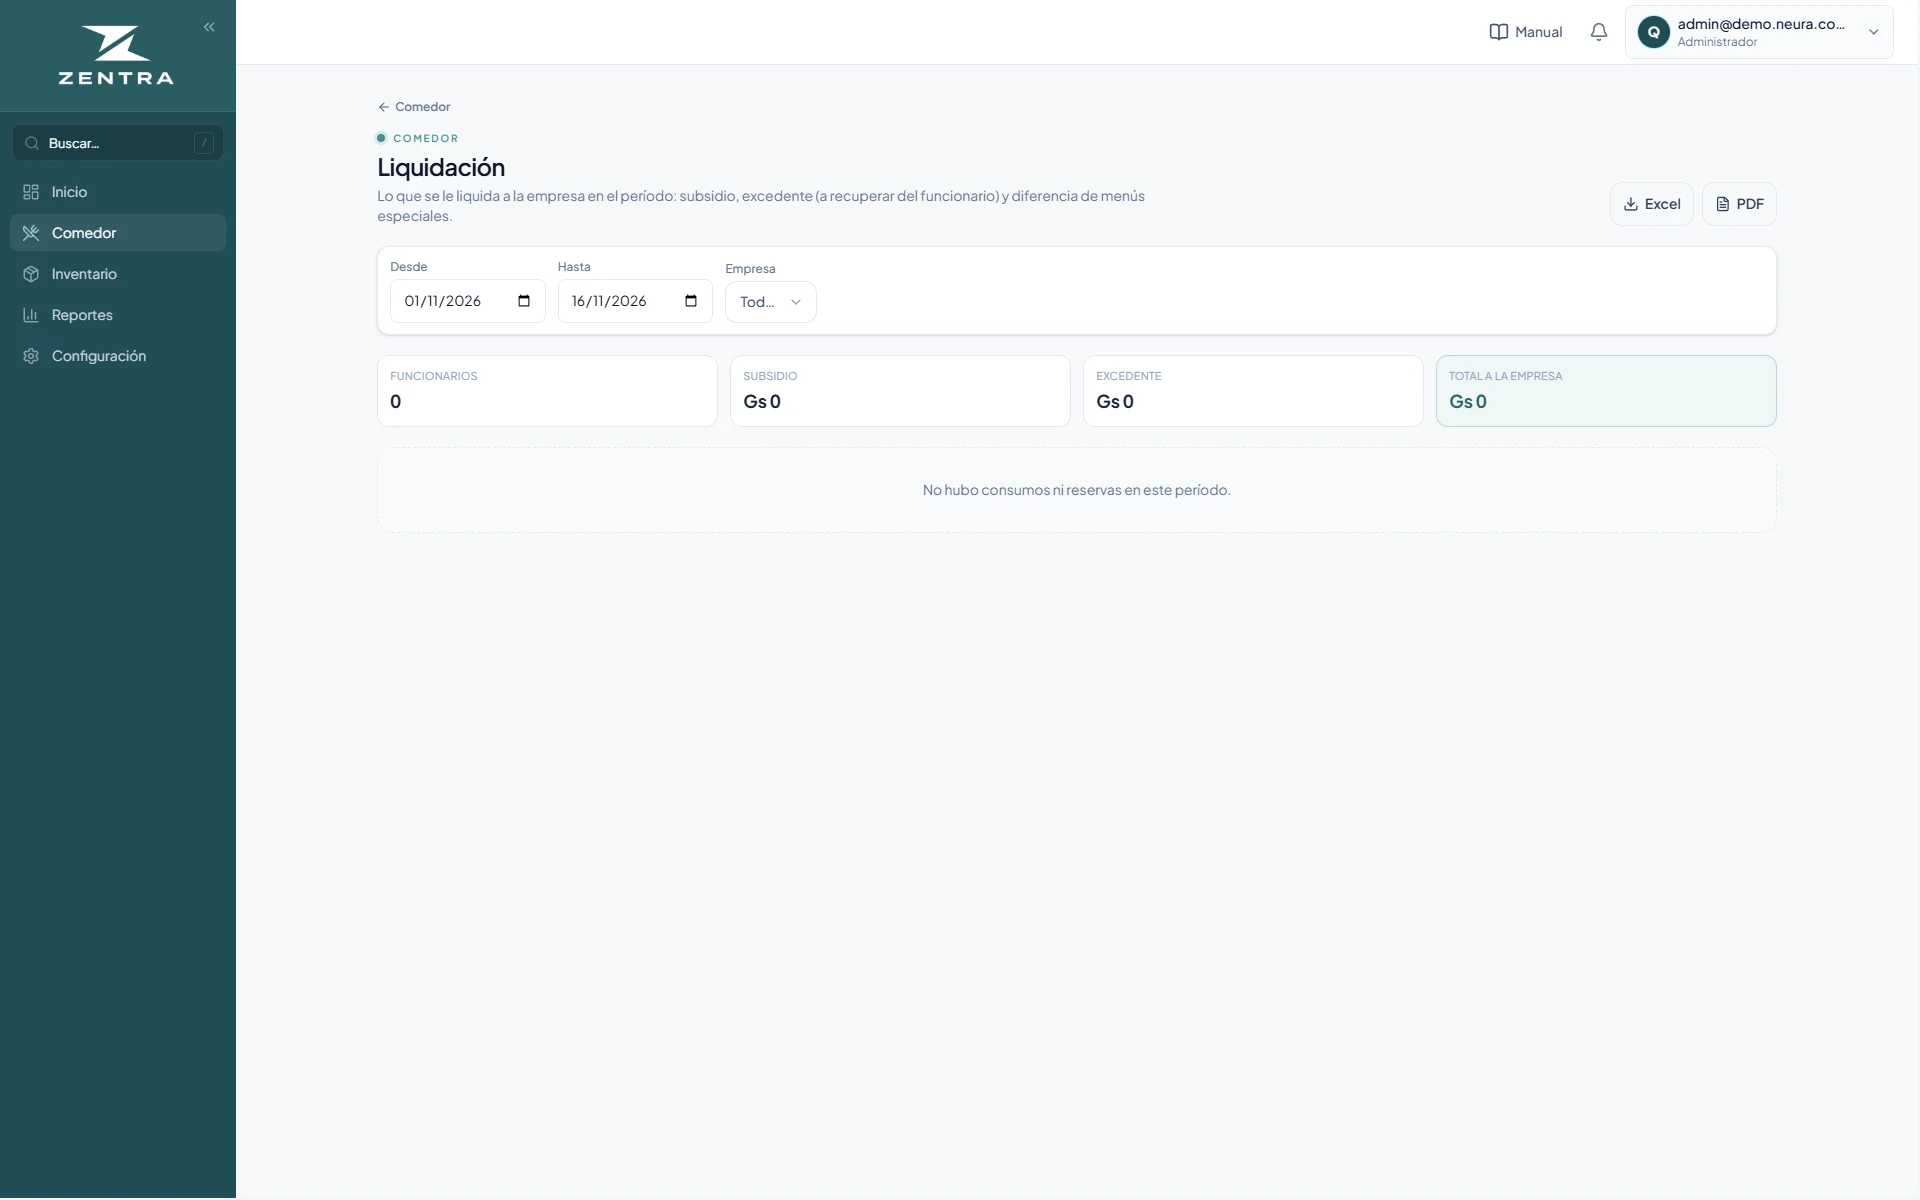 ZENTRA
Buscar...
/
Inicio
Comedor
Inventario
Reportes
Configuración
Manual
Q
admin@demo.neura.co...
Administrador
Comedor
COMEDOR
Liquidación
Lo que se le liquida a la empresa en el período: subsidio, excedente (a recuperar del funcionario) y diferencia de menús
especiales.
Excel
PDF
Desde
Hasta
Empresa
01/11/2026
16/11/2026
Tod...
FUNCIONARIOS
0
SUBSIDIO
Gs 0
EXCEDENTE
Gs 0
TOTAL A LA EMPRESA
Gs 0
No hubo consumos ni reservas en este período.